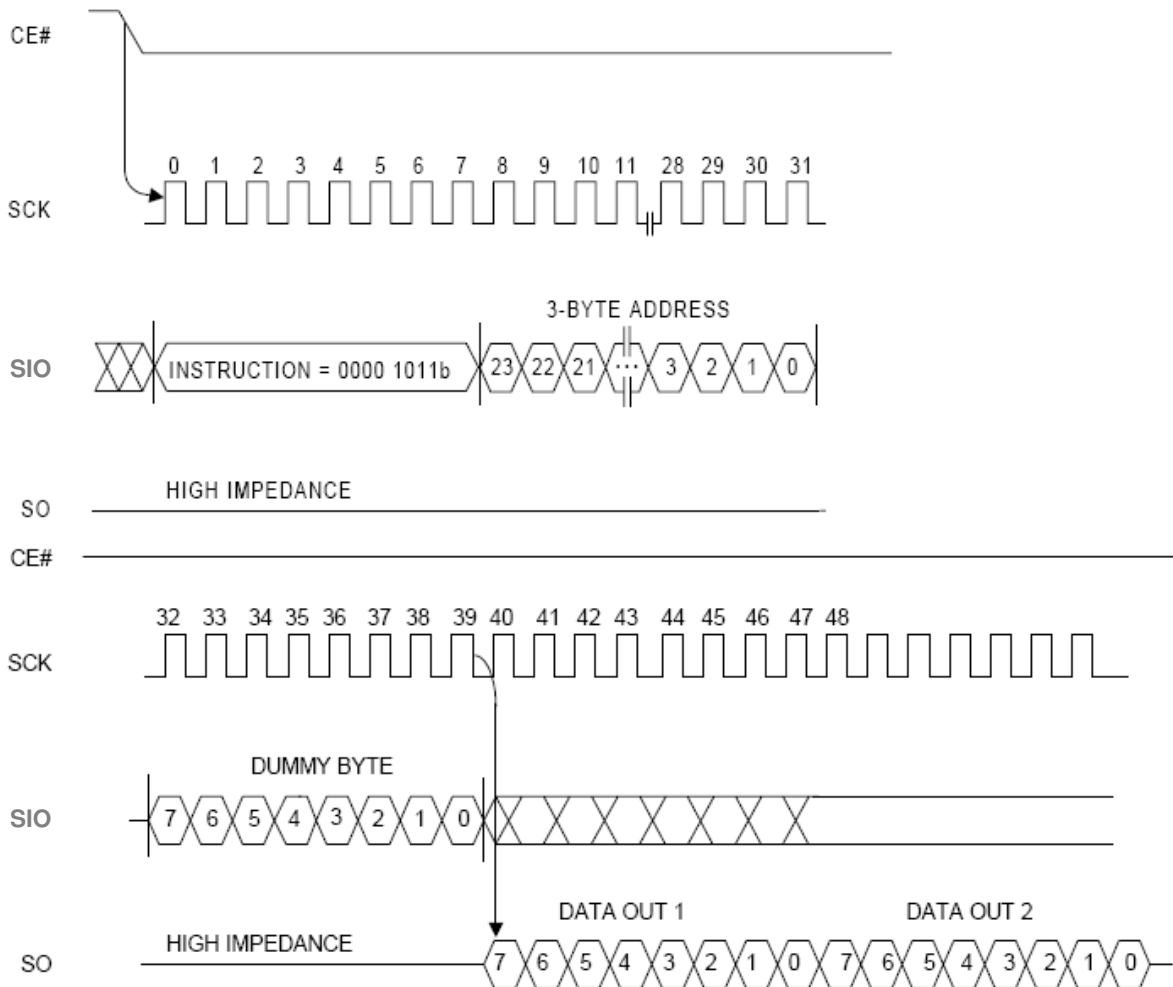 CE#
0 1 2 3 4 5 6 7 8 9 10 11 28 29 30 31
SCK
3-BYTE ADDRESS
SIO INSTRUCTION = 0000 1011b 23 22 21 ... 3 2 1 0
HIGH IMPEDANCE
SO
CE#
32 33 34 35 36 37 38 39 40 41 42 43 44 45 46 47 48
SCK
DUMMY BYTE
SIO 7 6 5 4 3 2 1 0
DATA OUT 1 DATA OUT 2
HIGH IMPEDANCE
SO 7 6 5 4 3 2 1 0 7 6 5 4 3 2 1 0